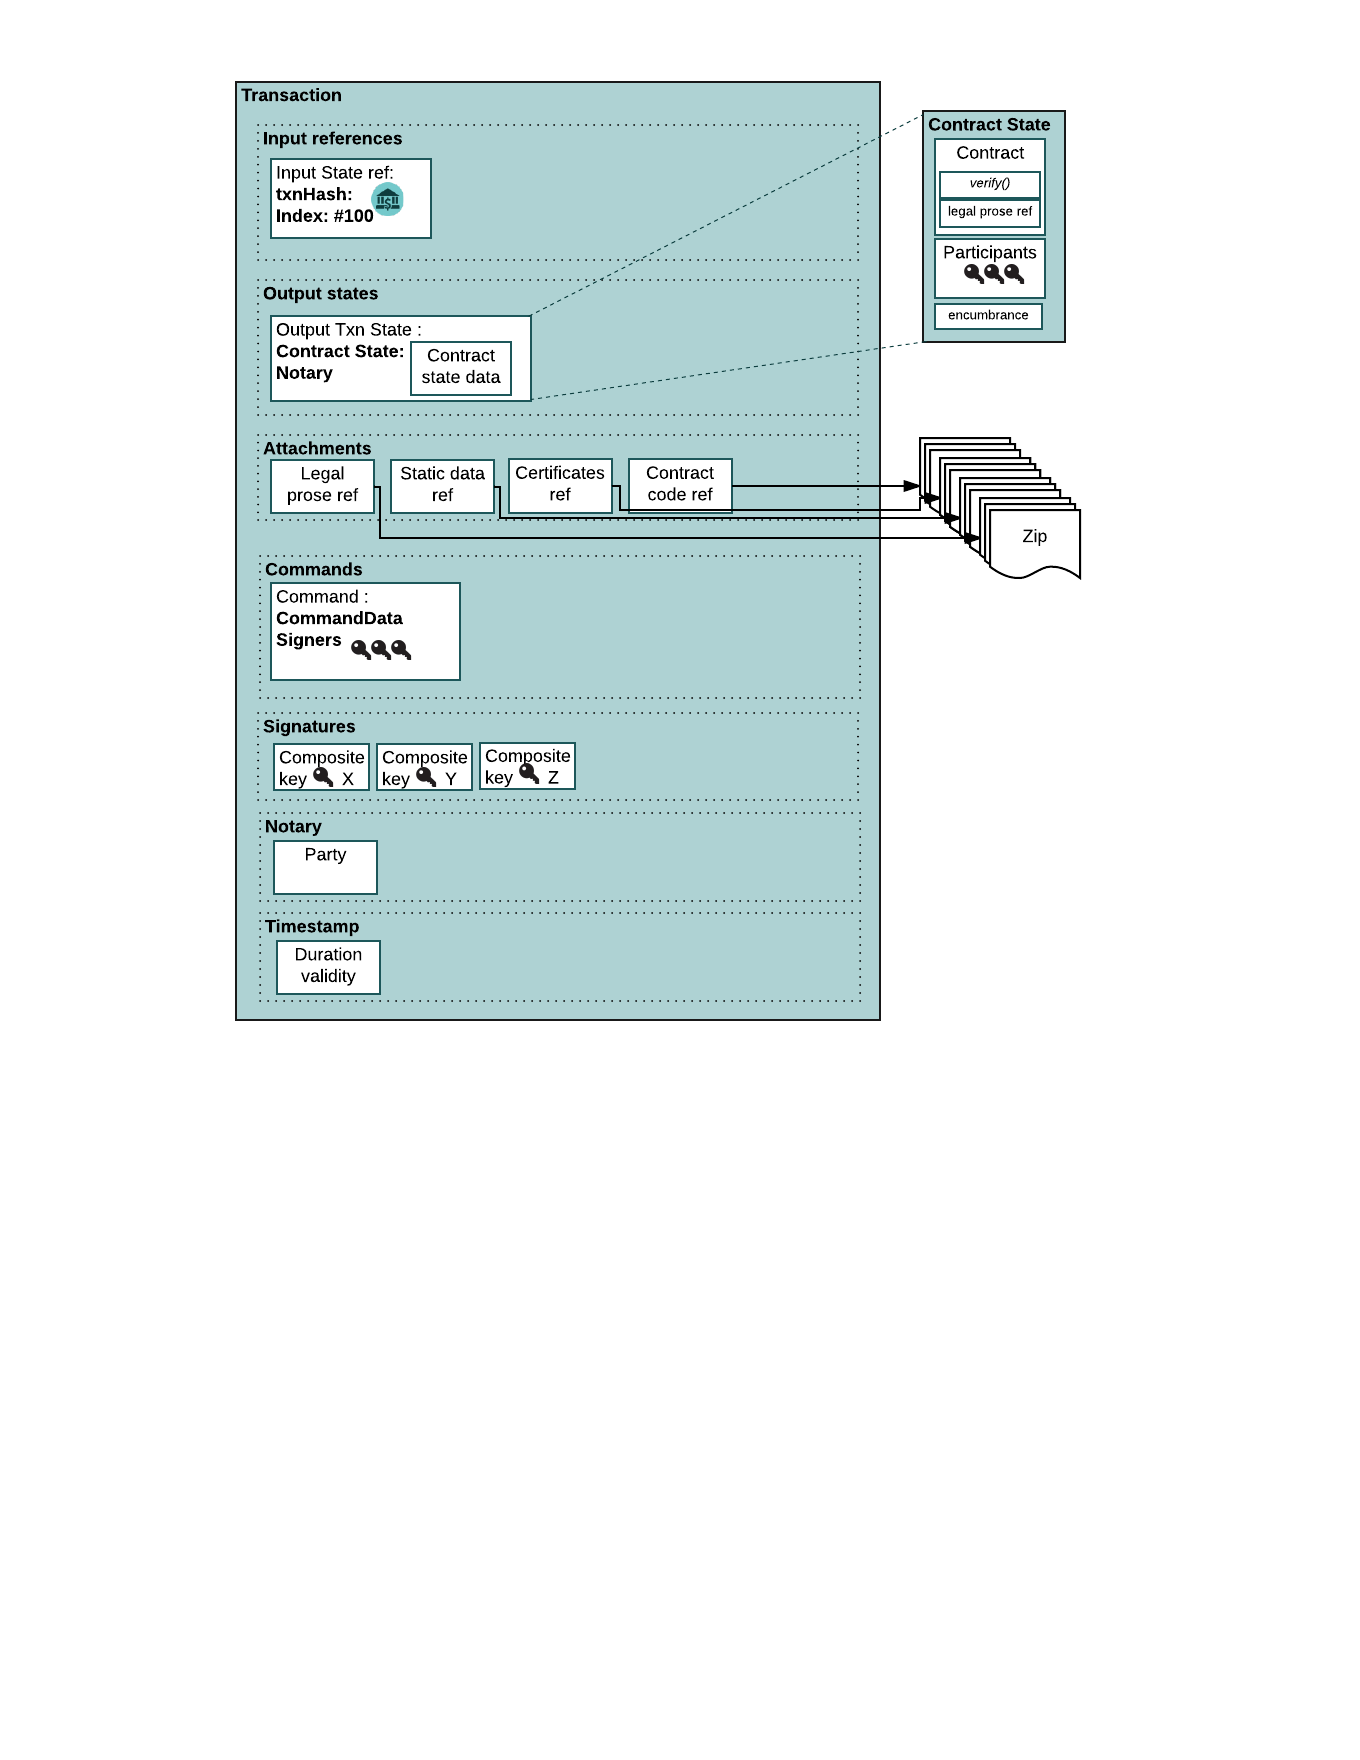 Transaction
Input references
Input State ref:
txnHash:
Index: #100
Output states
Output Txn State :
Contract State:
Notary
Contract
state data
Attachments
Legal
prose ref
Static data
ref
Certificates
ref
Contract
code ref
Commands
Command :
CommandData
Signers
Signatures
Composite
key X
Composite
key Y
Composite
key Z
Notary
Party
Timestamp
Duration
validity
Contract State
Contract
verify()
legal prose ref
Participants
encumbrance
Zip